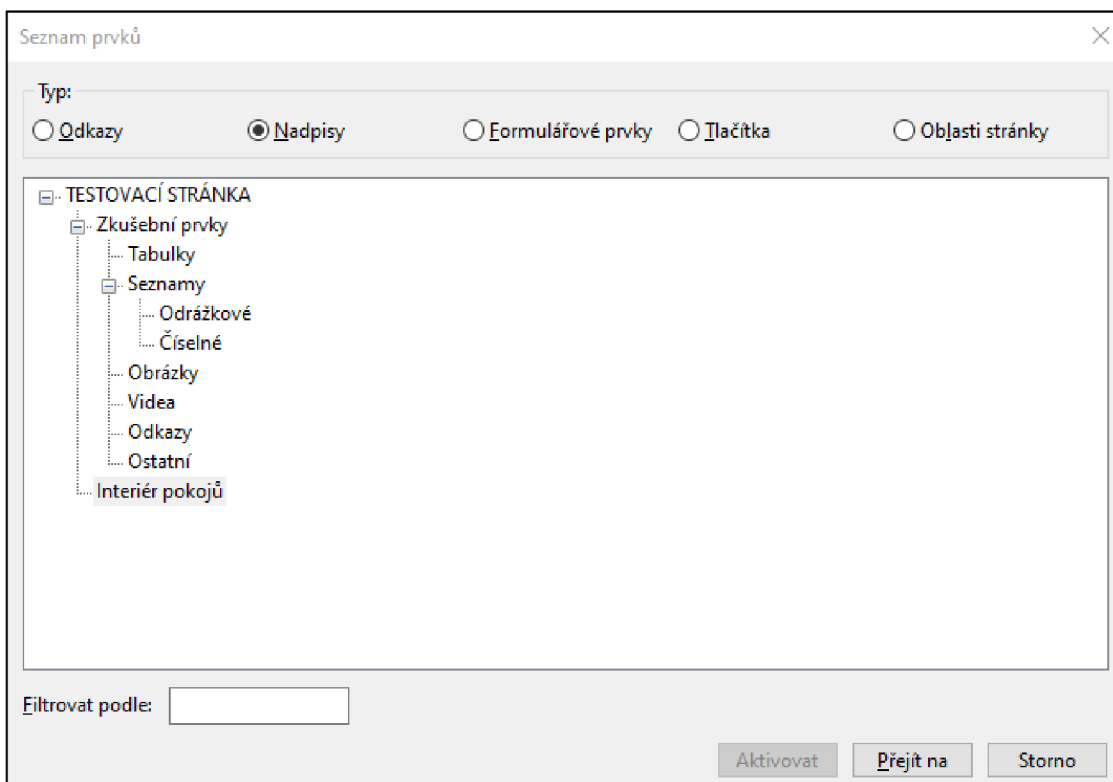 Seznam prvků
Typ:
Odkazy Nadpisy Formulářové prvky Tlačítka Oblasti stránky
TESTOVACÍ STRÁNKA
Zkušební prvky
Tabulky
Seznamy
Odrážkové
Číselné
Obrázky
Videa
Odkazy
Ostatní
Interiér pokojů
Filtrovat podle:
Aktivovat Přejít na Storno